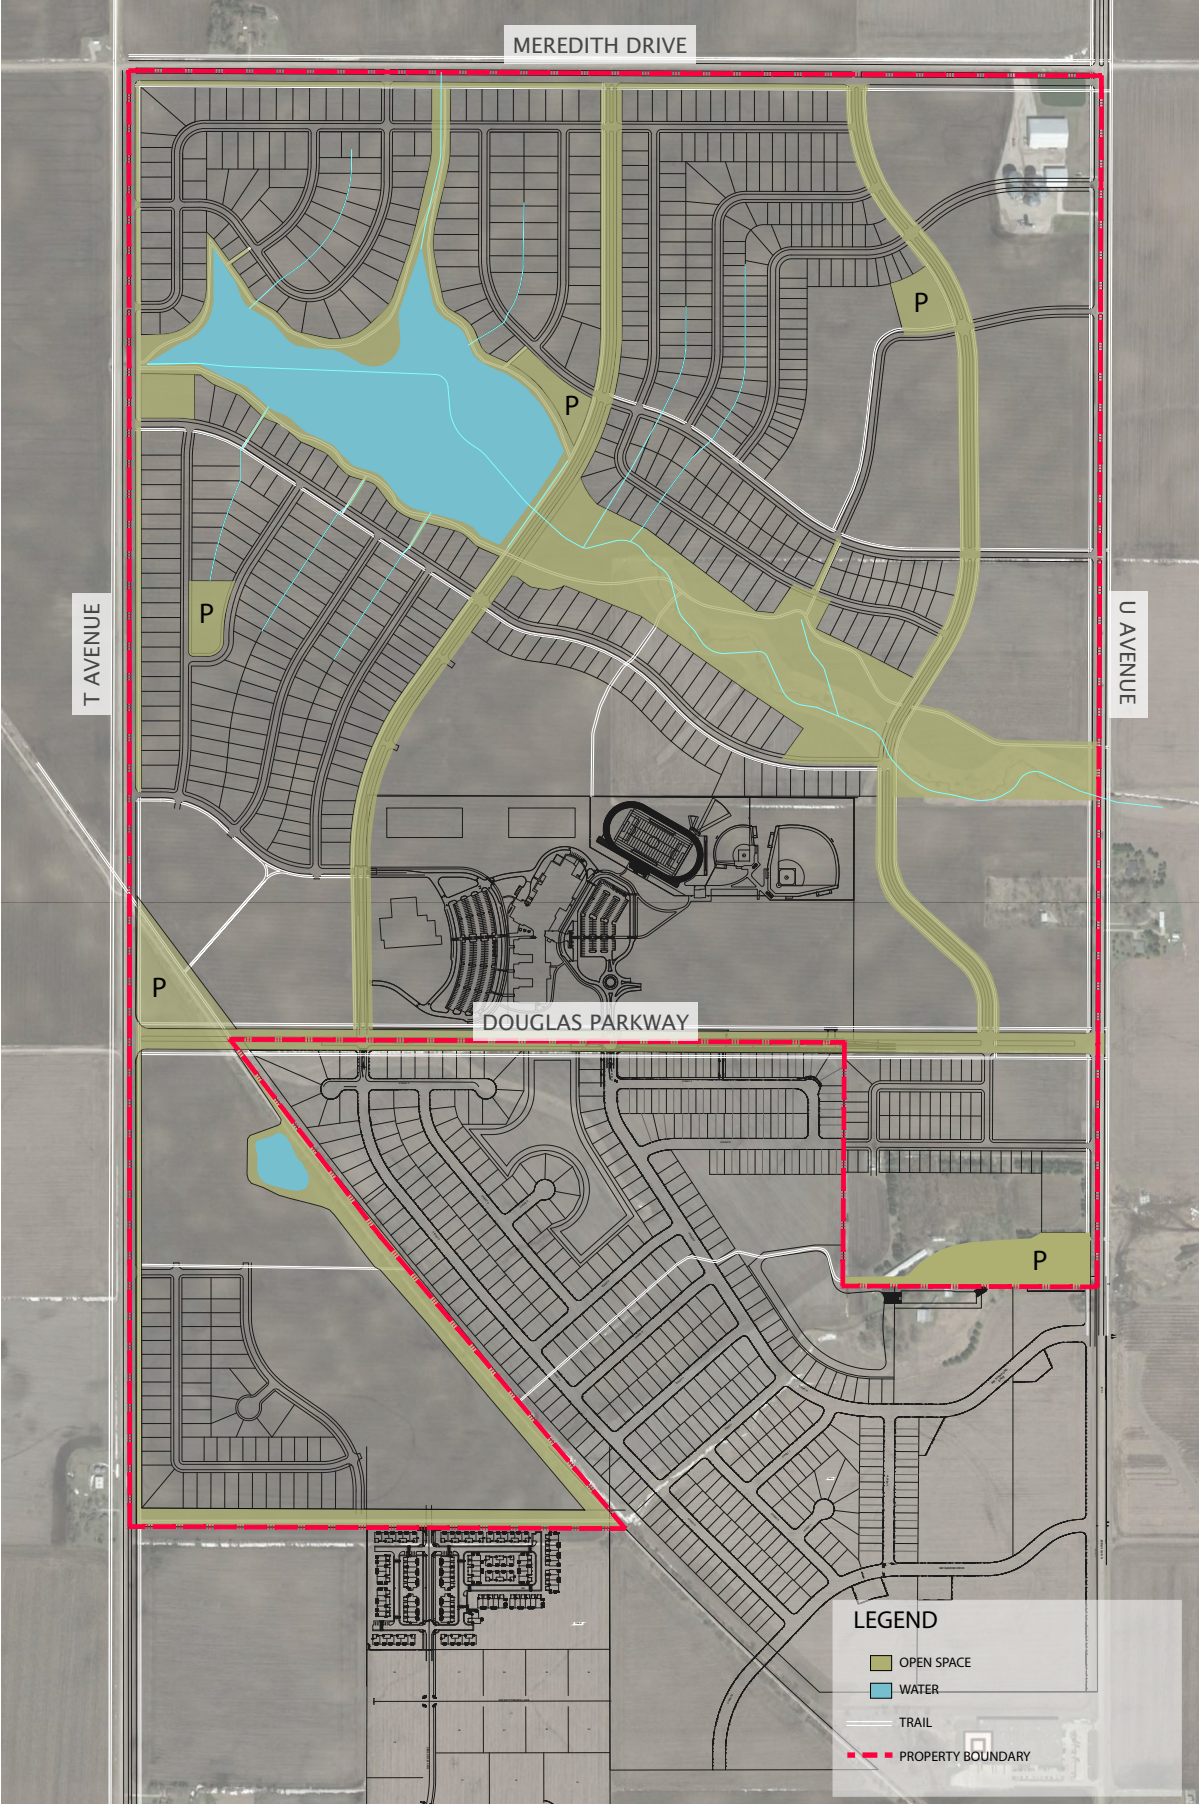 MEREDITH DRIVE
P
P
T AVENUE
P
U AVENUE
P
DOUGLAS PARKWAY
P
LEGEND
OPEN SPACE
WATER
TRAIL
PROPERTY BOUNDARY